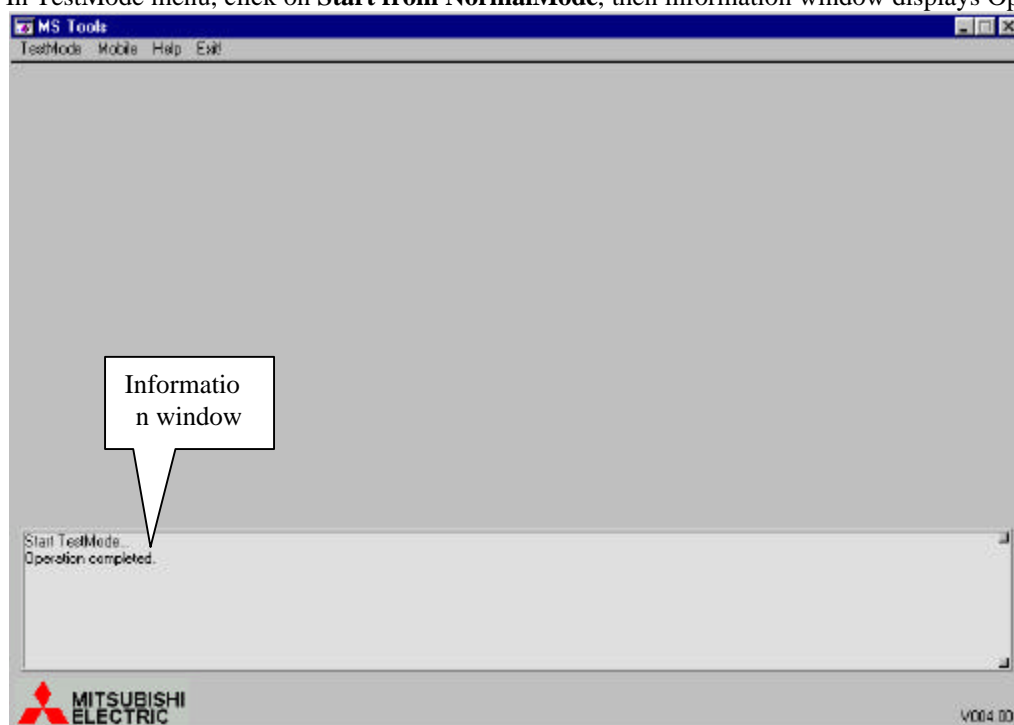 In TestMode menu, click on Start from NormalMode, then information window displays Op
MS Tools
TestMode Mobile Help Exit!
Informatio
n window
Start TestMode...
Operation completed.
MITSUBISHI
ELECTRIC
V004.00